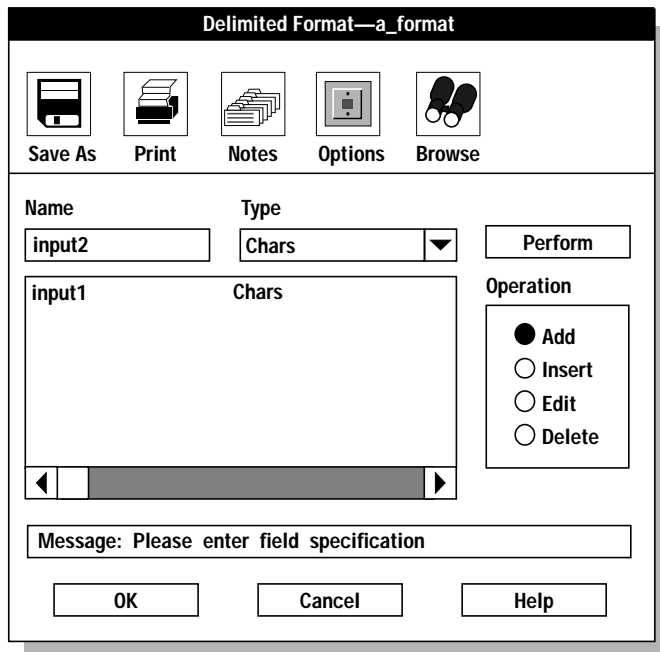 Delimited Format—a_format
Save As Print Notes Options Browse
Name Type
input2 Chars Perform
input1 Chars Operation
Add
Insert
Edit
Delete
Message: Please enter field specification
OK Cancel Help